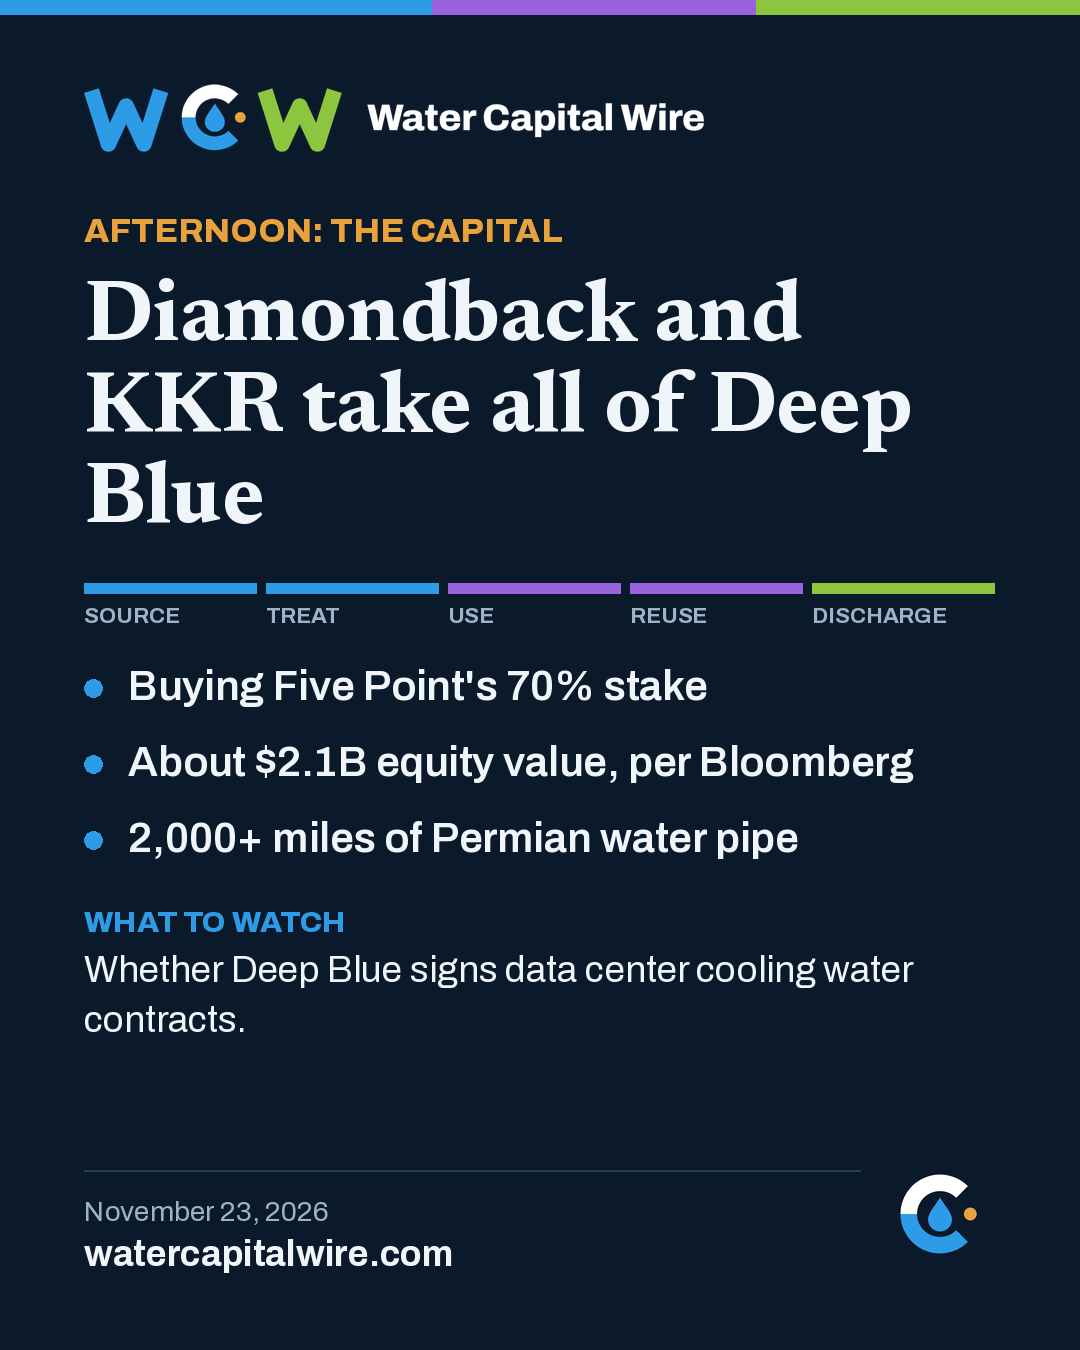 WCW Water Capital Wire
AFTERNOON: THE CAPITAL
Diamondback and
KKR take all of Deep
Blue
SOURCE TREAT USE REUSE DISCHARGE
Buying Five Point's 70% stake
About $2.1B equity value, per Bloomberg
2,000+ miles of Permian water pipe
WHAT TO WATCH
Whether Deep Blue signs data center cooling water
contracts.
November 23, 2026
watercapitalwire.com